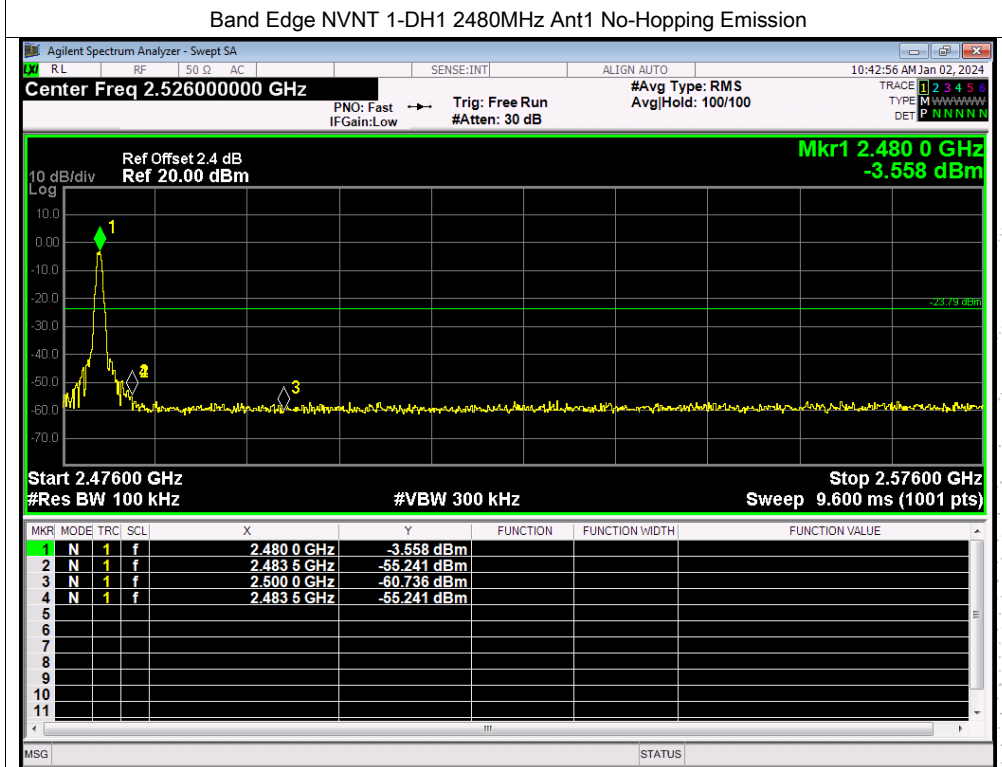 Band Edge NVNT 1-DH1 2480MHz Ant1 No-Hopping Emission
Agilent Spectrum Analyzer - Swept SA
LXI RL RF 50 Ω AC SENSE:INT ALIGN AUTO 10:42:56 AM Jan 02, 2024
Center Freq 2.526000000 GHz #Avg Type: RMS TRACE 1 2 3 4 5 6
PNO: Fast Trig: Free Run Avg|Hold: 100/100 TYPE M WWWWW
IFGain:Low #Atten: 30 dB DET P N N N N N
Mkr1 2.480 0 GHz
Ref Offset 2.4 dB
10 dB/div Ref 20.00 dBm -3.558 dBm
Log
10.0
1
0.00
-10.0
-20.0
-23.79 dBm
-30.0
-40.0
-50.0
3
-60.0
-70.0
Start 2.47600 GHz Stop 2.57600 GHz
#Res BW 100 kHz #VBW 300 kHz Sweep 9.600 ms (1001 pts)
MKR MODE TRC SCL X Y FUNCTION FUNCTION WIDTH FUNCTION VALUE
1 N 1 f 2.480 0 GHz -3.558 dBm
2 N 1 f 2.483 5 GHz -55.241 dBm
3 N 1 f 2.500 0 GHz -60.736 dBm
4 N 1 f 2.483 5 GHz -55.241 dBm
5
6
7
8
9
10
11
MSG STATUS